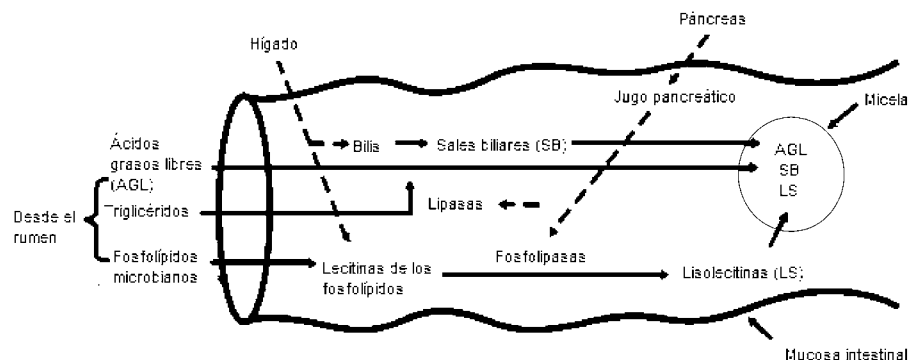 Páncreas
Hígado
Jugo pancreático
Micela
Ácidos
grasos libres
(AGL)
Bilis
Sales biliares (SB)
AGL
SB
LS
Desde el
rumen
Triglicéridos
Lipasas
Fosfolípidos
microbianos
Lecitinas de los
fosfolípidos
Fosfolipasas
Lisolecitinas (LS)
Mucosa intestinal